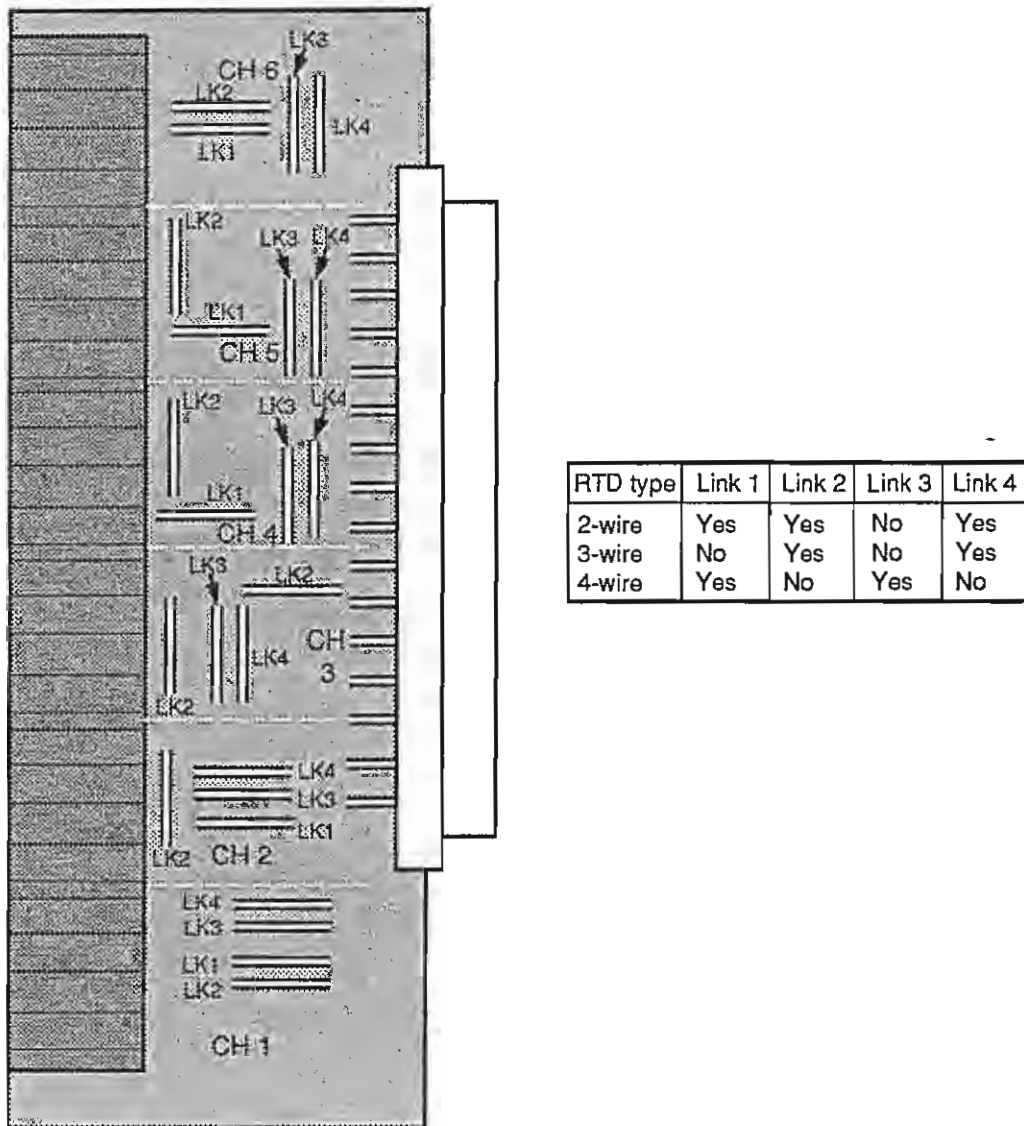 LK3
CH 6
LK2
LK4
LK1
LK2
LK3
LK4
LK1
CH 5
LK2
LK3
LK4
LK1
CH 4
LK3
LK2
CH
3
LK4
LK2
LK4
LK3
LK1
LK2
CH 2
LK4
LK3
LK1
LK2
CH 1
RTD type Link 1 Link 2 Link 3 Link 4
2-wire Yes Yes No Yes
3-wire No Yes No Yes
4-wire Yes No Yes No